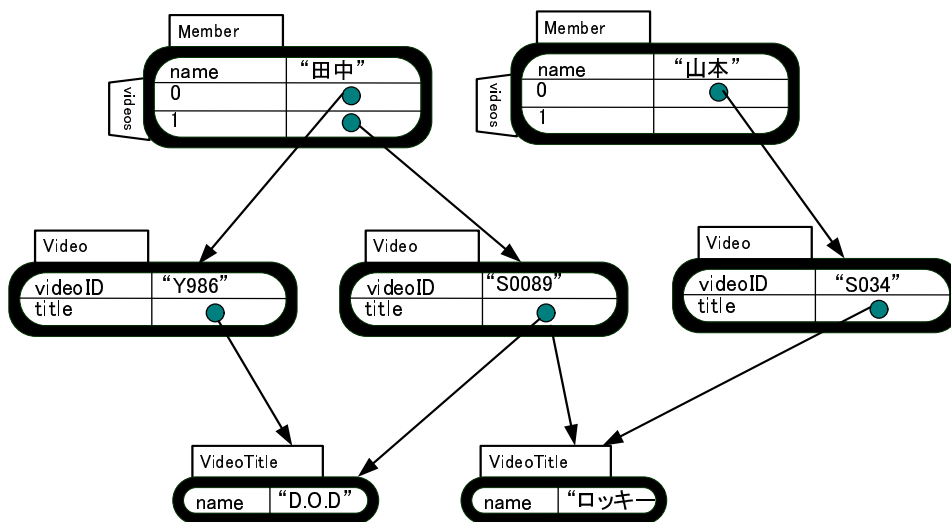 Member
name "田中"
0
1
videos
Member
name "山本"
0
1
videos
Video
videoID "Y986"
title
Video
videoID "S0089"
title
Video
videoID "S034"
title
VideoTitle
name "D.O.D"
VideoTitle
name "ロッキー